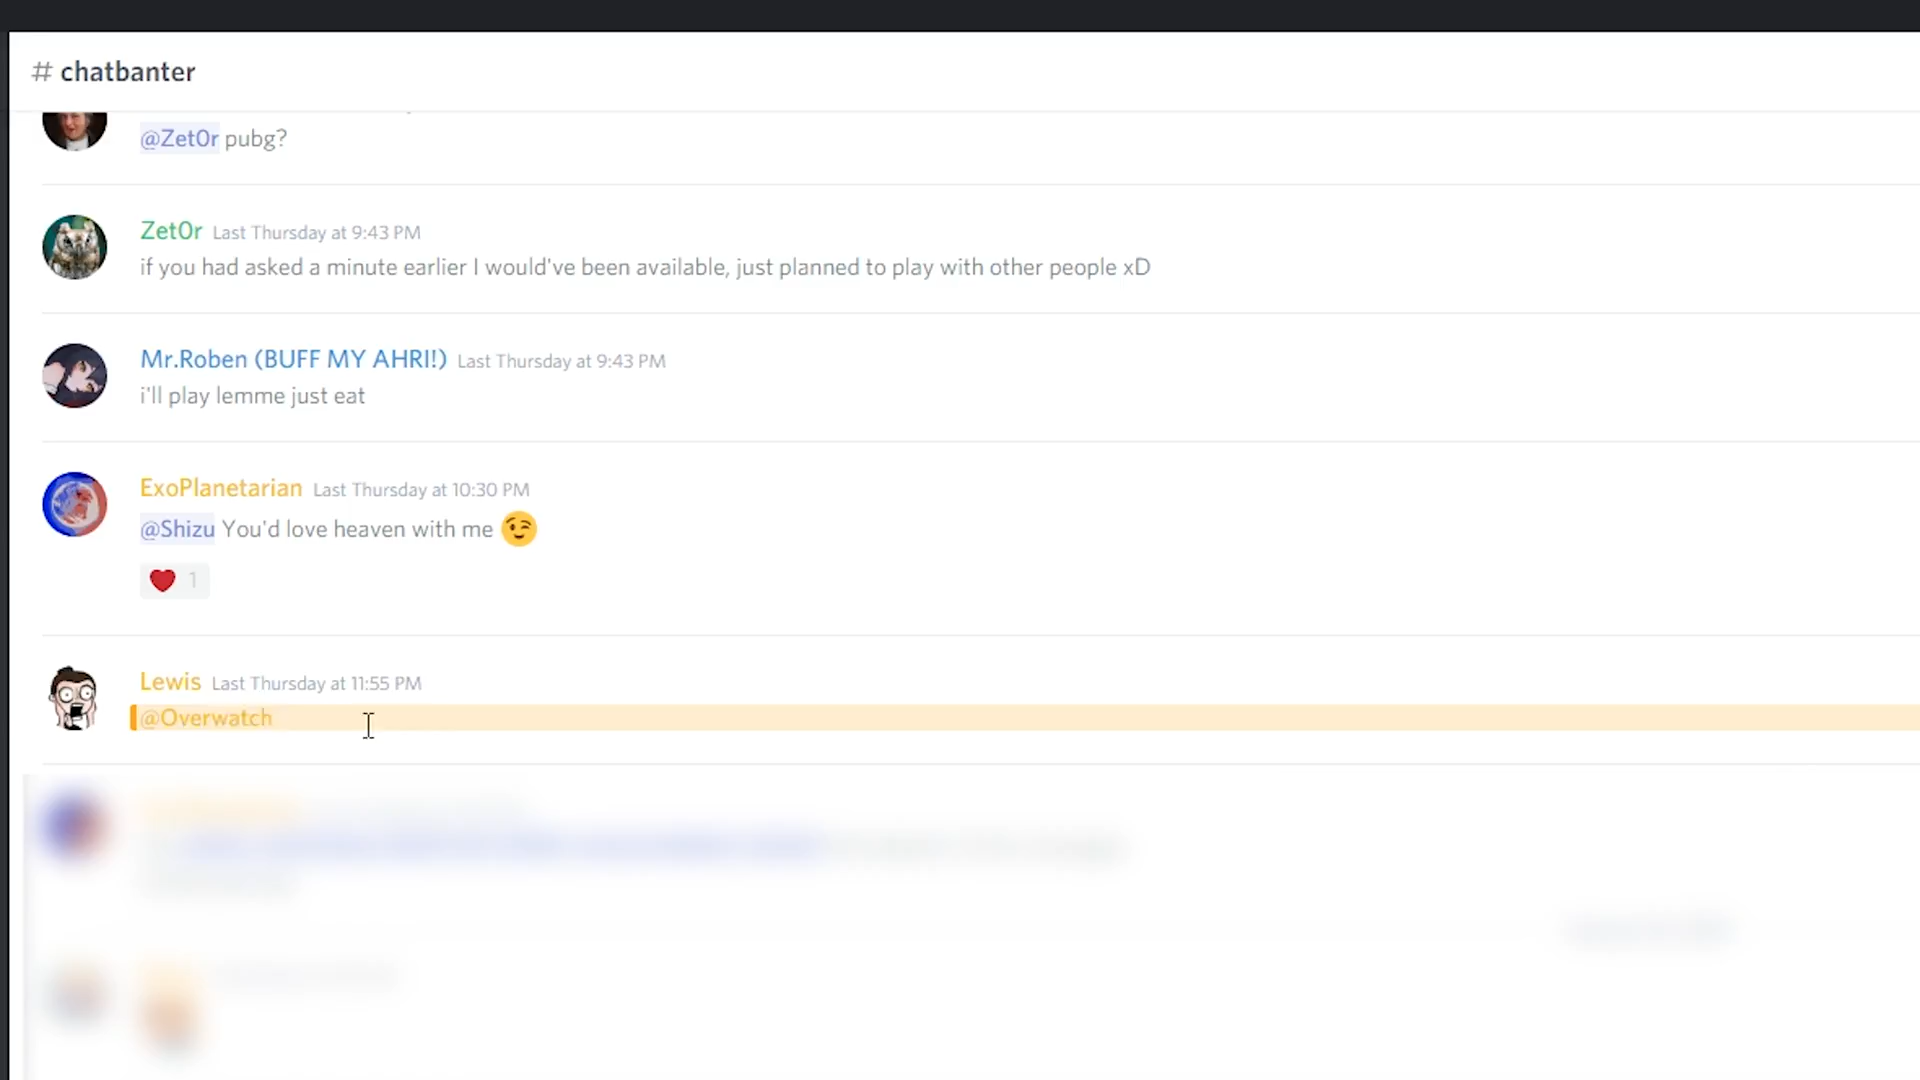 # chatbanter
@Zet0r pubg?
Zet0r Last Thursday at 9:43 PM
if you had asked a minute earlier I would've been available, just planned to play with other people xD
Mr.Roben (BUFF MY AHRI!) Last Thursday at 9:43 PM
i'll play lemme just eat
ExoPlanetarian Last Thursday at 10:30 PM
@Shizu You'd love heaven with me 😉
❤ 1
Lewis Last Thursday at 11:55 PM
@Overwatch